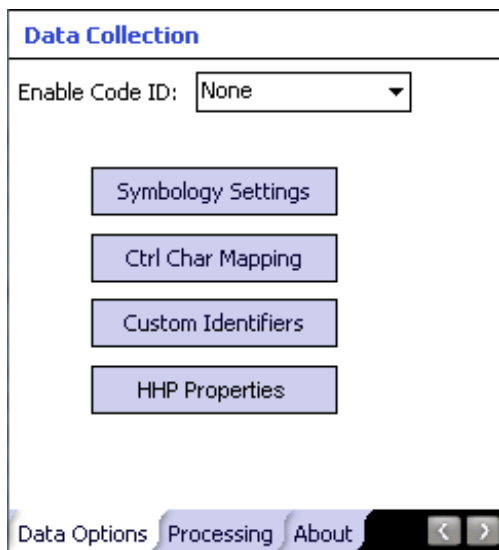 Data Collection
Enable Code ID: None
Symbology Settings
Ctrl Char Mapping
Custom Identifiers
HHP Properties
Data Options Processing About